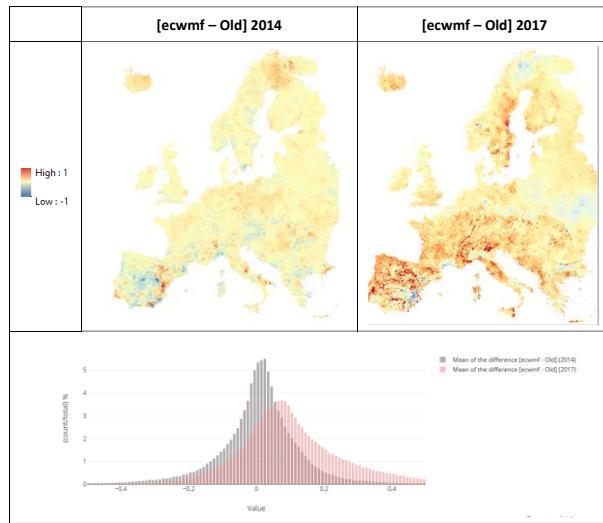 [ecwmf – Old] 2014
[ecwmf – Old] 2017
High : 1
Low : -1
(count/total) %
5
4
3
2
1
0
−0.4
−0.2
0
0.2
0.4
Value
Mean of the difference [ecwmf - Old] (2014)
Mean of the difference [ecwmf - Old] (2017)